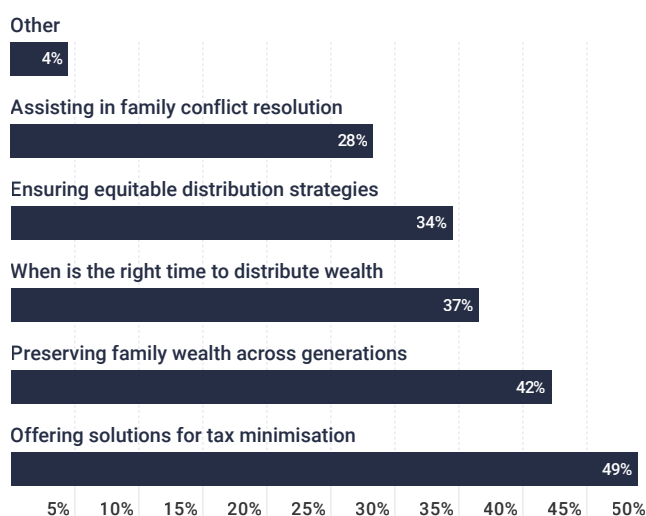 Other
4%
Assisting in family conflict resolution
28%
Ensuring equitable distribution strategies
34%
When is the right time to distribute wealth
37%
Preserving family wealth across generations
42%
Offering solutions for tax minimisation
49%
5% 10% 15% 20% 25% 30% 35% 40% 45% 50%